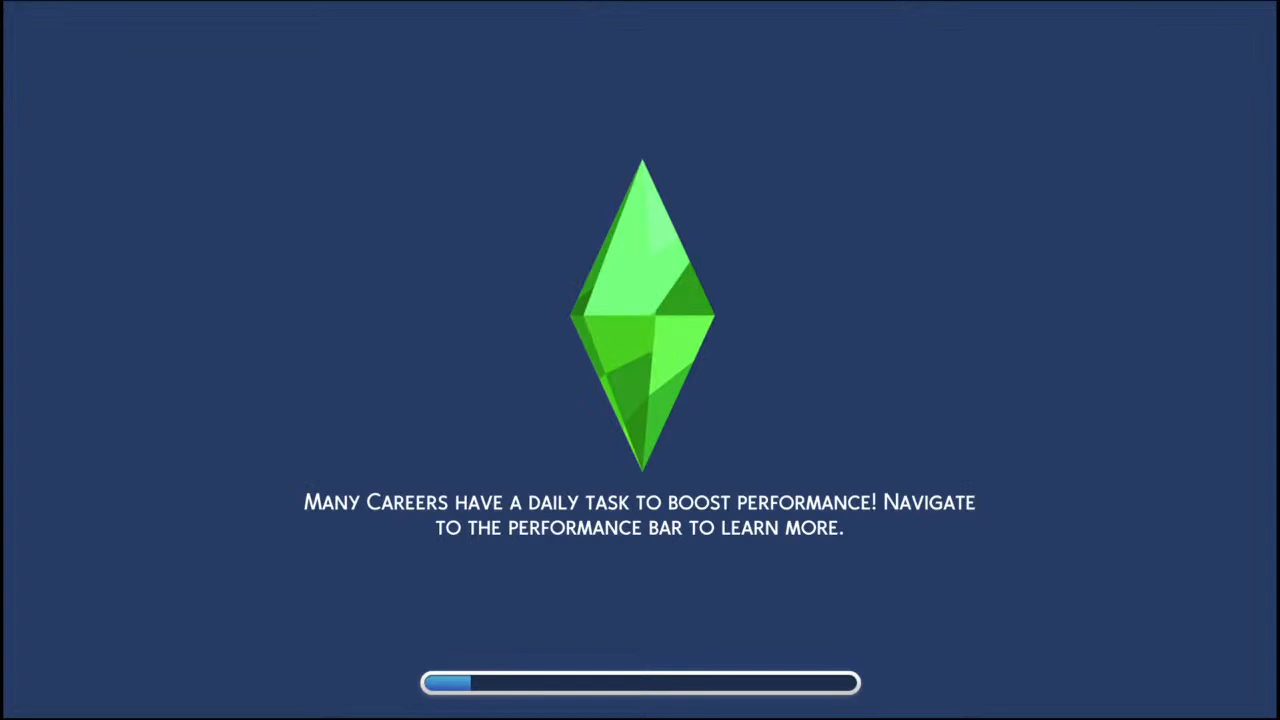 Many Careers have a daily task to boost performance! Navigate
to the performance bar to learn more.